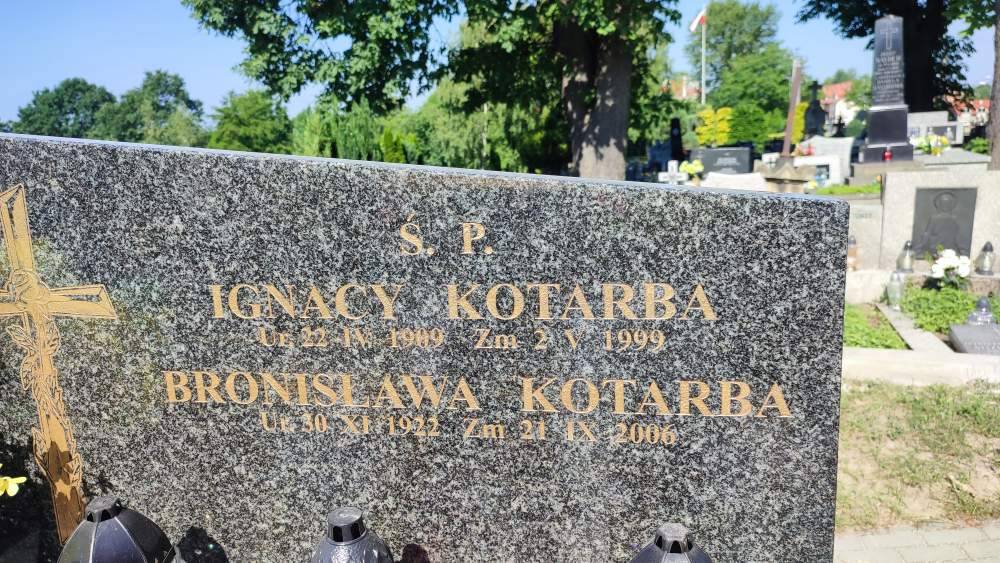 Ś. P.
IGNACY KOTARBA
Ur. 22 IV 1909 Zm 2 V 1999
BRONISŁAWA KOTARBA
Ur. 30 XI 1922 Zm 21 IX 2006